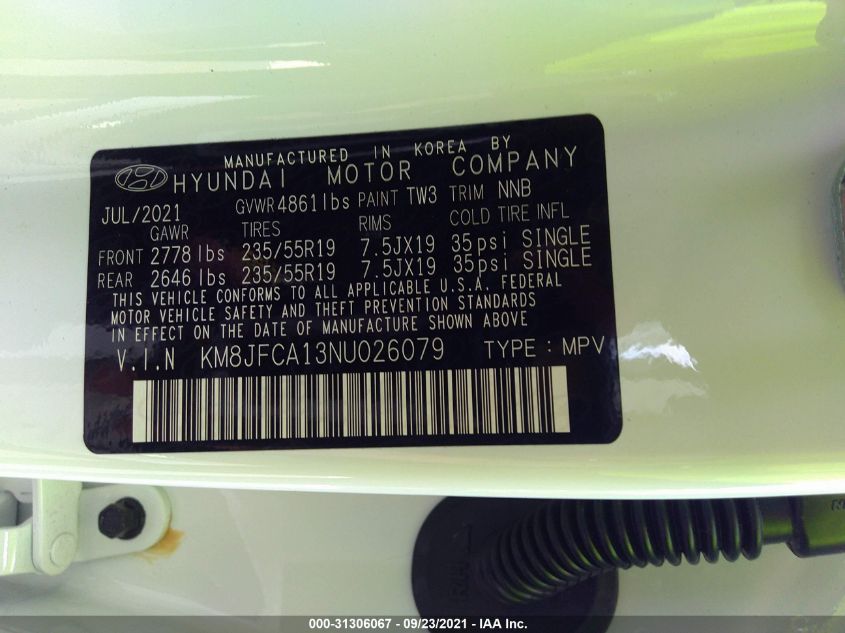 MANUFACTURED IN KOREA BY
HYUNDAI MOTOR COMPANY
JUL/2021 GVWR 4861lbs PAINT TW3 TRIM NNB
GAWR TIRES RIMS COLD TIRE INFL
FRONT 2778 lbs 235/55R19 7.5JX19 35psi SINGLE
REAR 2646 lbs 235/55R19 7.5JX19 35psi SINGLE
THIS VEHICLE CONFORMS TO ALL APPLICABLE U.S.A. FEDERAL
MOTOR VEHICLE SAFETY AND THEFT PREVENTION STANDARDS
IN EFFECT ON THE DATE OF MANUFACTURE SHOWN ABOVE.
V.I.N KM8JFCA13NU026079 TYPE : MPV
000-31306067 - 09/23/2021 - IAA Inc.